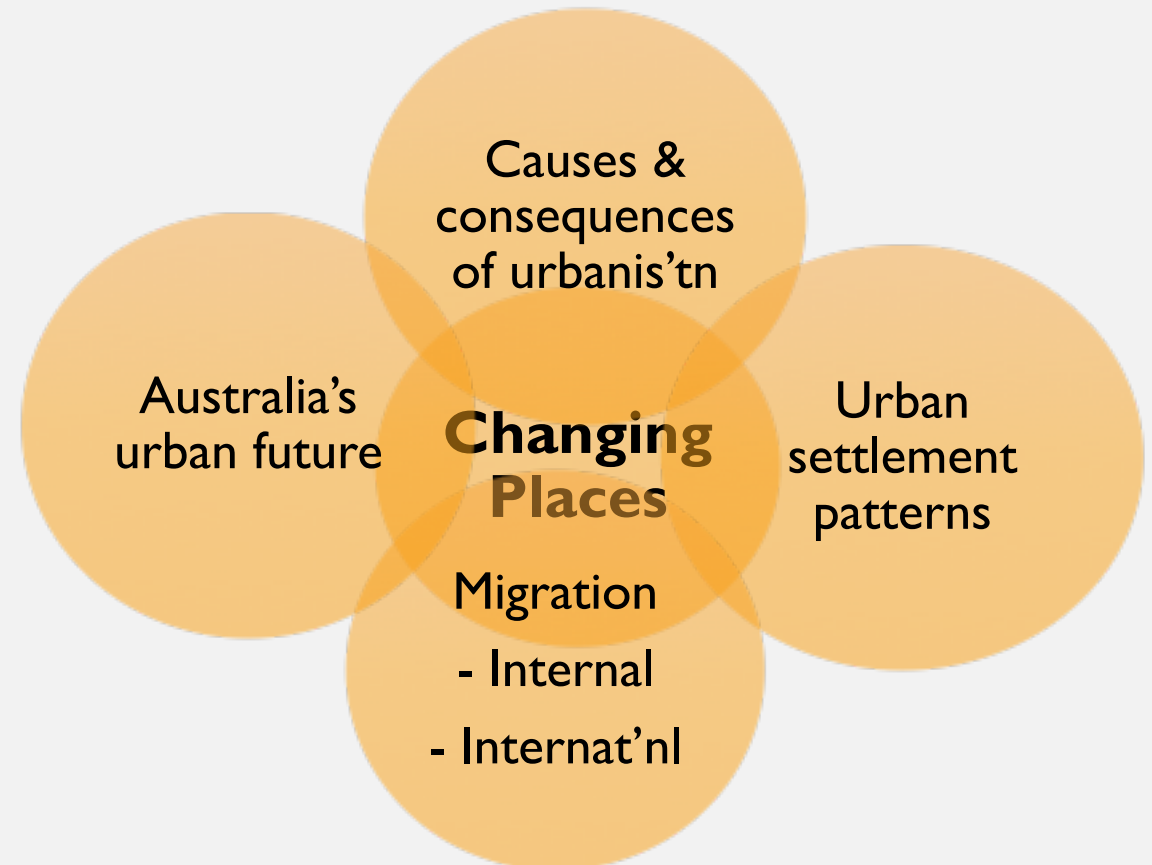 Causes &
consequences
of urbanis’tn
Australia’s
urban future
Changing
Places
Urban
settlement
patterns
Migration
- Internal
- Internat’nl